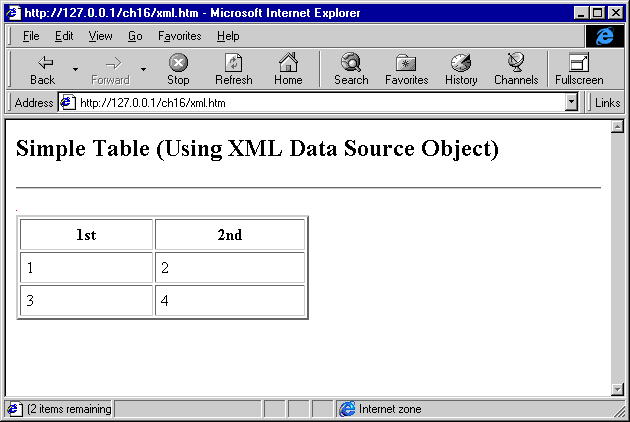 http://127.0.0.1/ch16/xml.htm - Microsoft Internet Explorer
File Edit View Go Favorites Help
Back Forward Stop Refresh Home Search Favorites History Channels Fullscreen
Address http://127.0.0.1/ch16/xml.htm Links
Simple Table (Using XML Data Source Object)
1st 2nd
1 2
3 4
(2 items remaining Internet zone